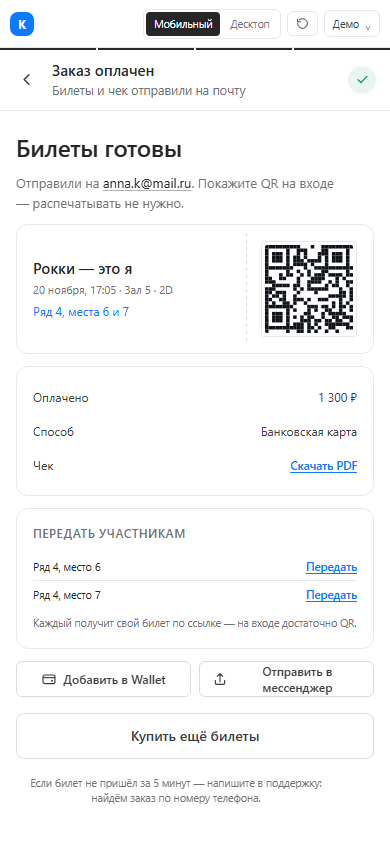 К
Мобильный Десктоп Демо
Заказ оплачен
Билеты и чек отправили на почту
Билеты готовы
Отправили на anna.k@mail.ru. Покажите QR на входе
— распечатывать не нужно.
Рокки — это я
20 ноября, 17:05 · Зал 5 · 2D
Ряд 4, места 6 и 7
Оплачено 1 300 ₽
Способ Банковская карта
Чек Скачать PDF
ПЕРЕДАТЬ УЧАСТНИКАМ
Ряд 4, место 6 Передать
Ряд 4, место 7 Передать
Каждый получит свой билет по ссылке — на входе достаточно QR.
Добавить в Wallet
Отправить в
мессенджер
Купить ещё билеты
Если билет не пришёл за 5 минут — напишите в поддержку:
найдём заказ по номеру телефона.